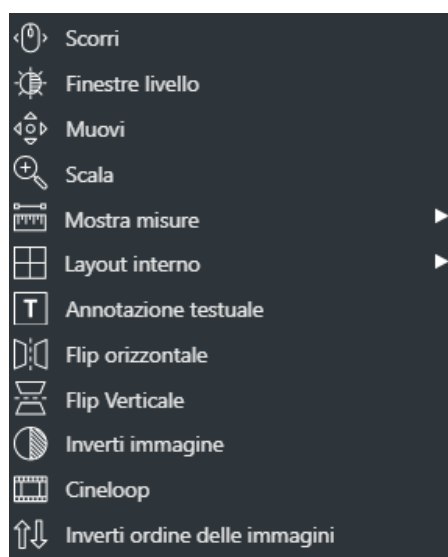 Scorri
Finestre livello
Muovi
Scala
Mostra misure
Layout interno
T Annotazione testuale
Flip orizzontale
Flip Verticale
Inverti immagine
Cineloop
Inverti ordine delle immagini